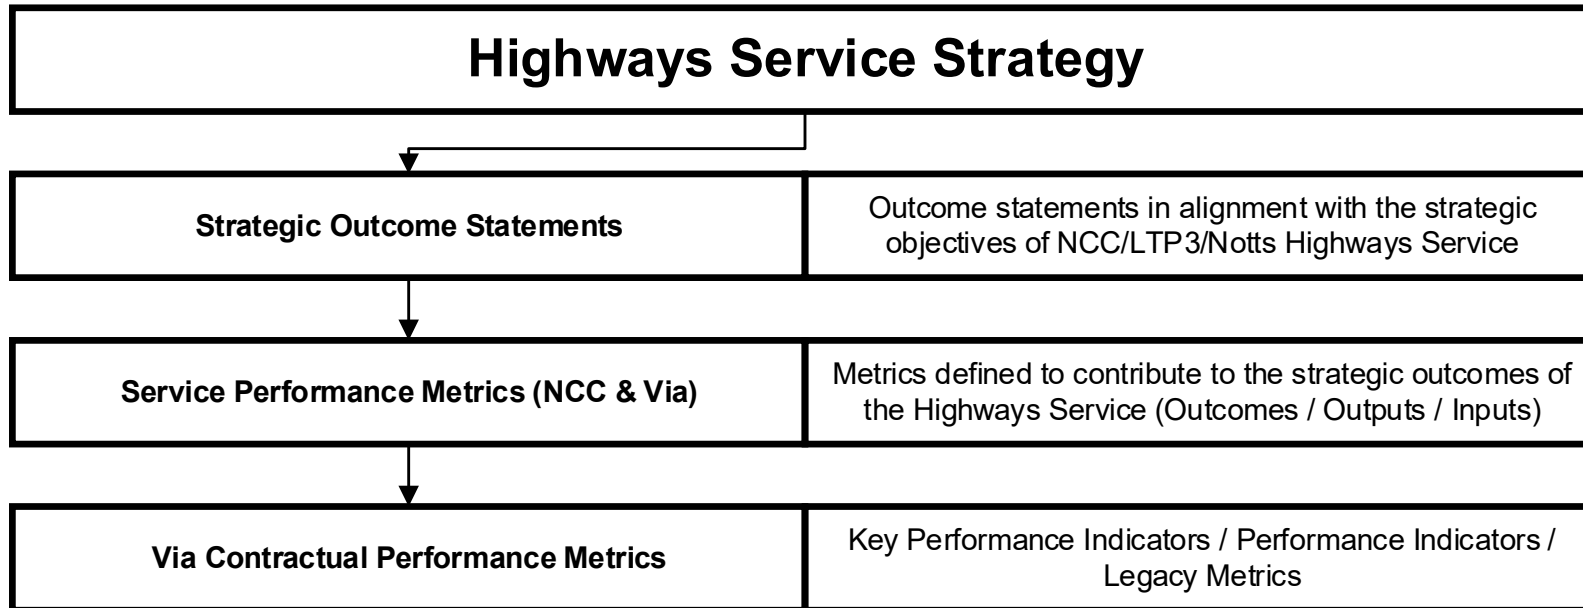 Highways Service Strategy
Strategic Outcome Statements
Outcome statements in alignment with the strategic
objectives of NCC/LTP3/Notts Highways Service
Service Performance Metrics (NCC & Via)
Metrics defined to contribute to the strategic outcomes of
the Highways Service (Outcomes / Outputs / Inputs)
Via Contractual Performance Metrics
Key Performance Indicators / Performance Indicators /
Legacy Metrics